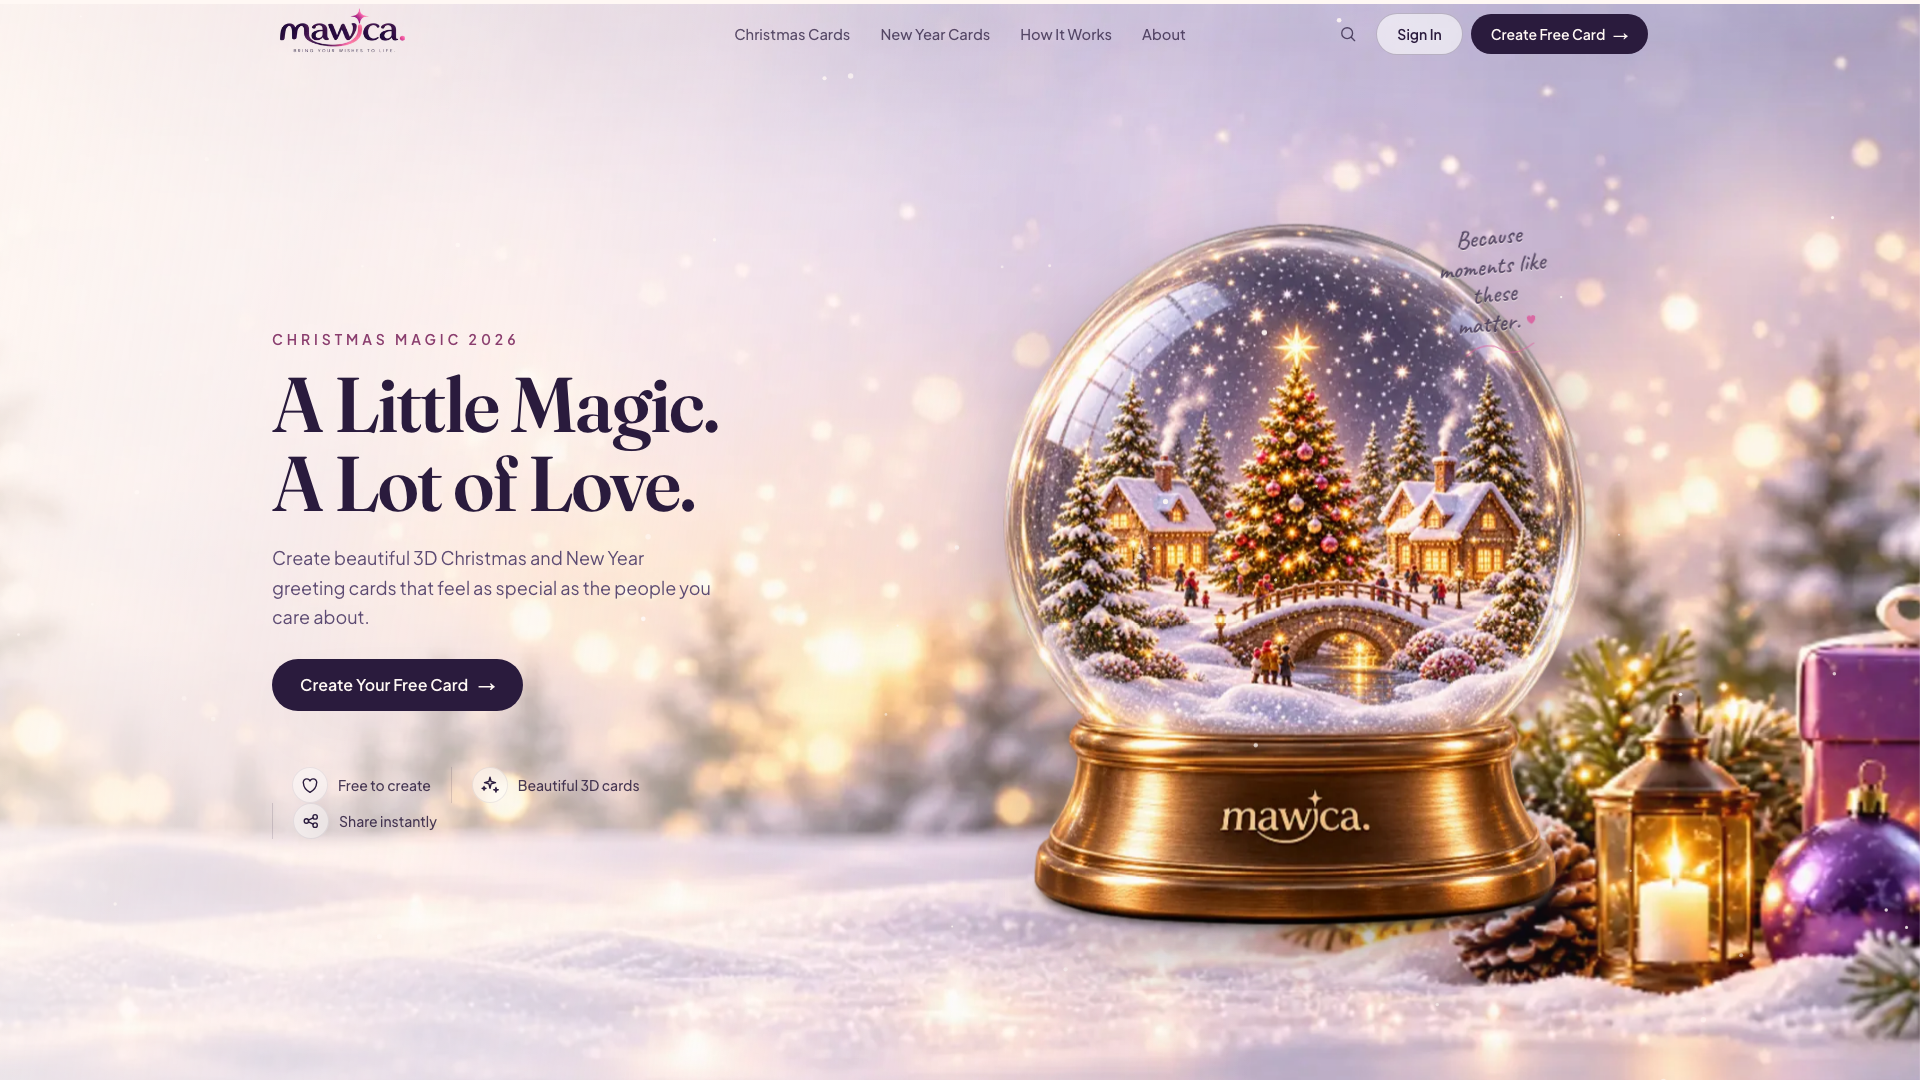 mawica.
BRING YOUR WISHES TO LIFE.
Christmas Cards
New Year Cards
How It Works
About
Sign In
Create Free Card →
CHRISTMAS MAGIC 2026
A Little Magic.
A Lot of Love.
Create beautiful 3D Christmas and New Year
greeting cards that feel as special as the people you
care about.
Create Your Free Card →
Free to create
Beautiful 3D cards
Share instantly
Because
moments like
these
matter.
mawica.